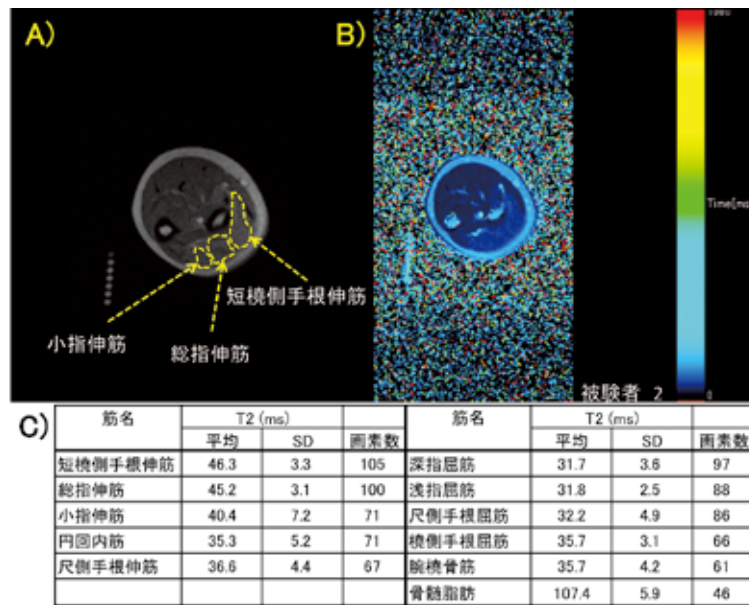 A)
B)
Time[ms
0
短橈側手根伸筋
小指伸筋
総指伸筋
被験者 2
C)
筋名 T2 (ms) 筋名 T2 (ms)
平均 SD 画素数 平均 SD 画素数
短橈側手根伸筋 46.3 3.3 105 深指屈筋 31.7 3.6 97
総指伸筋 45.2 3.1 100 浅指屈筋 31.8 2.5 88
小指伸筋 40.4 7.2 71 尺側手根屈筋 32.2 4.9 86
円回内筋 35.3 5.2 71 橈側手根屈筋 35.7 3.1 66
尺側手根伸筋 36.6 4.4 67 腕橈骨筋 35.7 4.2 61
骨髄脂肪 107.4 5.9 46